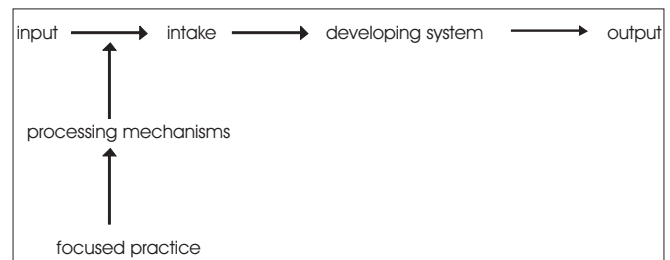 input intake developing system output
processing mechanisms
focused practice